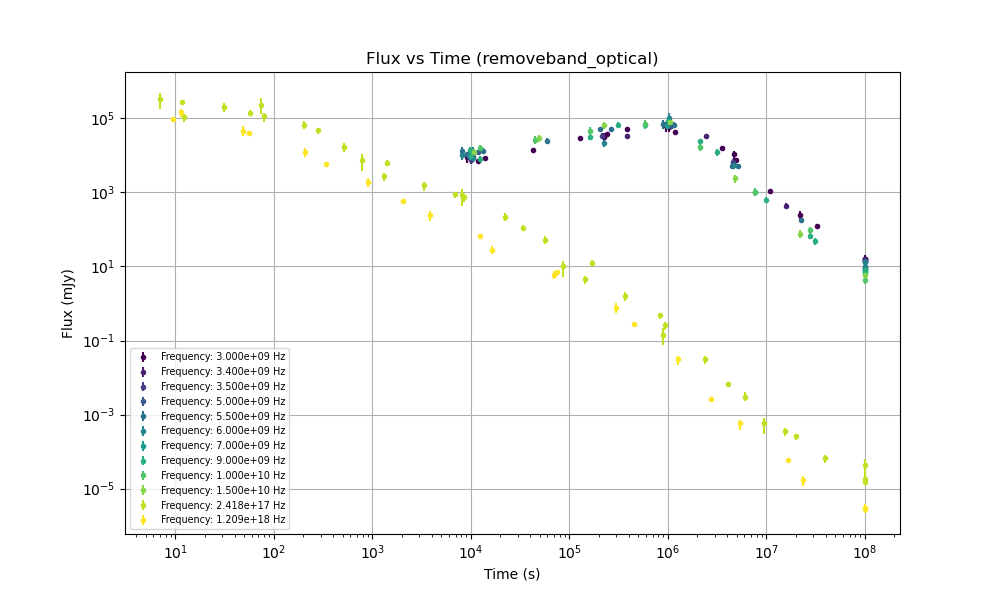 Flux vs Time (removeband_optical)
Flux (mJy)
10^5
10^3
10^1
10^−1
10^−3
10^−5
Frequency: 3.000e+09 Hz
Frequency: 3.400e+09 Hz
Frequency: 3.500e+09 Hz
Frequency: 5.000e+09 Hz
Frequency: 5.500e+09 Hz
Frequency: 6.000e+09 Hz
Frequency: 7.000e+09 Hz
Frequency: 9.000e+09 Hz
Frequency: 1.000e+10 Hz
Frequency: 1.500e+10 Hz
Frequency: 2.418e+17 Hz
Frequency: 1.209e+18 Hz
10^1 10^2 10^3 10^4 10^5 10^6 10^7 10^8
Time (s)